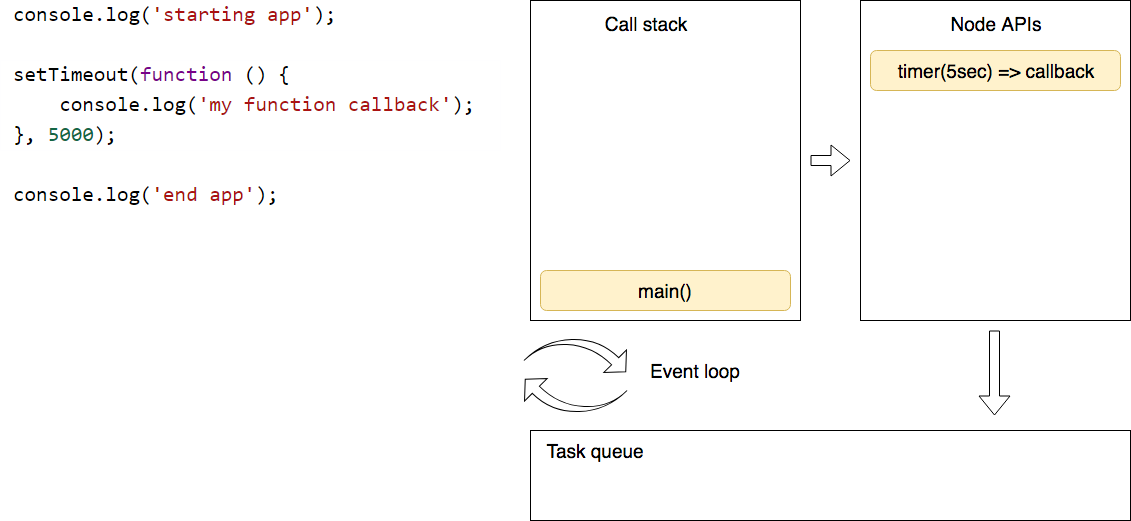 console.log('starting app');
setTimeout(function () {
    console.log('my function callback');
}, 5000);
console.log('end app');
Call stack
main()
Node APIs
timer(5sec) => callback
Event loop
Task queue